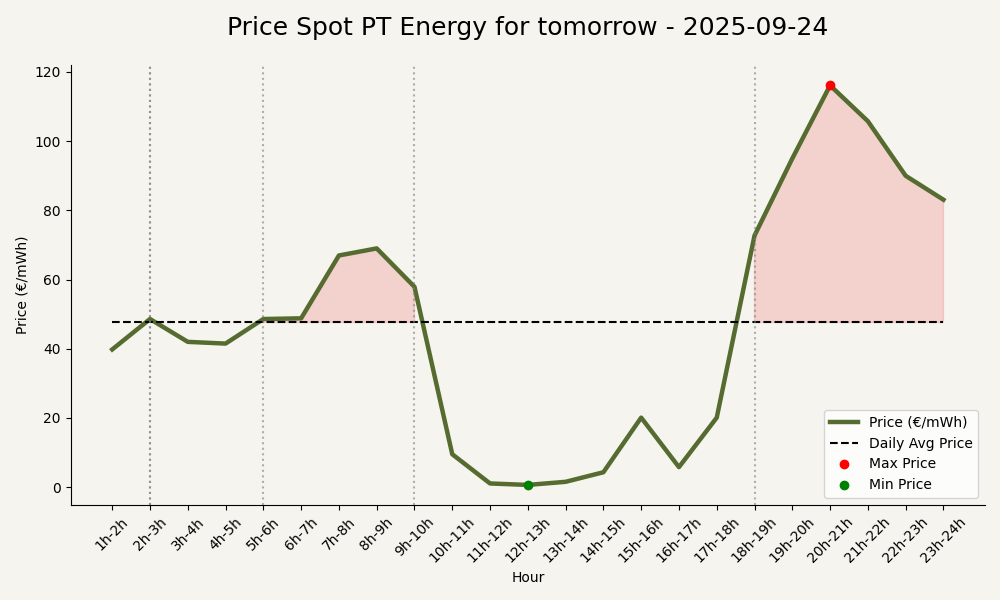 Price Spot PT Energy for tomorrow - 2025-09-24
Price (€/mWh)
120
100
80
60
40
20
0
1h-2h
2h-3h
3h-4h
4h-5h
5h-6h
6h-7h
7h-8h
8h-9h
9h-10h
10h-11h
11h-12h
12h-13h
13h-14h
14h-15h
15h-16h
16h-17h
17h-18h
18h-19h
19h-20h
20h-21h
21h-22h
22h-23h
23h-24h
Hour
Price (€/mWh)
Daily Avg Price
Max Price
Min Price